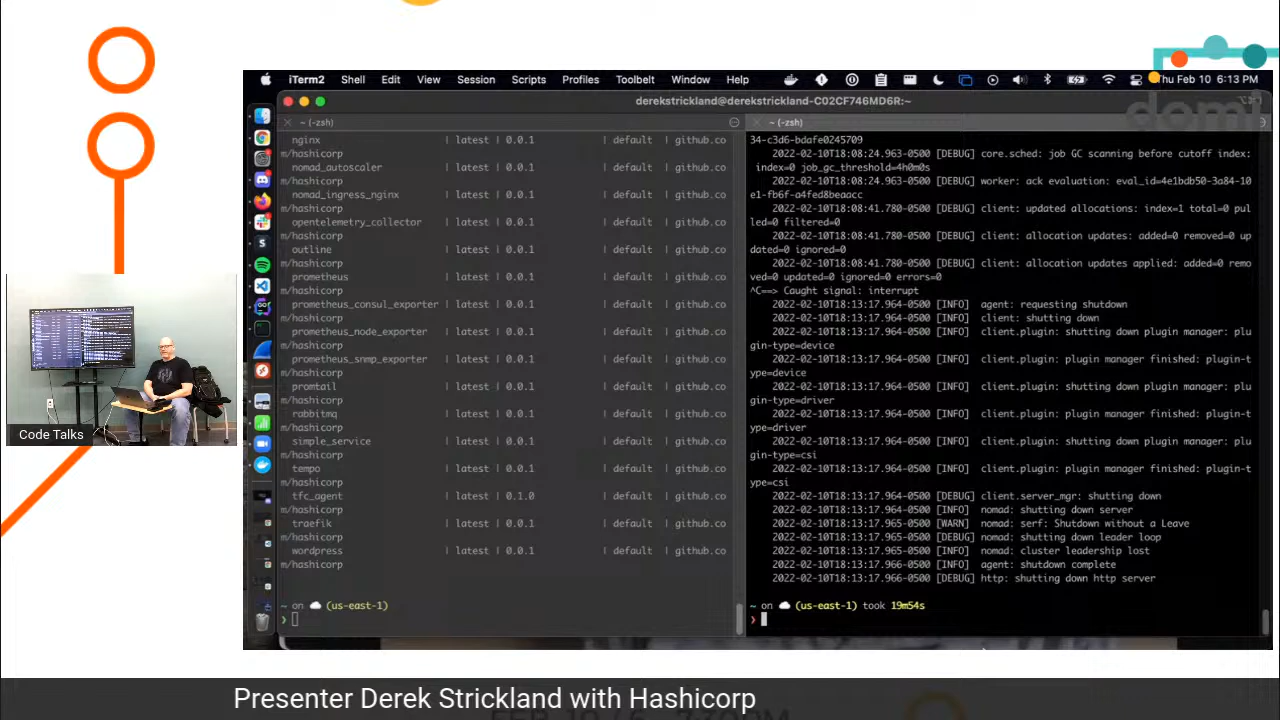 iTerm2 Shell Edit View Session Scripts Profiles Toolbelt Window Help
Thu Feb 10 6:13 PM
domi
derekstrickland@derekstrickland-C02CF746MD6R:~
~ (-zsh)
nginx | latest | 0.0.1 | default | github.co
m/hashicorp
nomad_autoscaler | latest | 0.0.1 | default | github.co
m/hashicorp
nomad_ingress_nginx | latest | 0.0.1 | default | github.co
m/hashicorp
opentelemetry_collector | latest | 0.0.1 | default | github.co
m/hashicorp
outline | latest | 0.0.1 | default | github.co
m/hashicorp
prometheus | latest | 0.0.1 | default | github.co
m/hashicorp
prometheus_consul_exporter | latest | 0.0.1 | default | github.co
m/hashicorp
prometheus_node_exporter | latest | 0.0.1 | default | github.co
m/hashicorp
prometheus_snmp_exporter | latest | 0.0.1 | default | github.co
m/hashicorp
promtail | latest | 0.0.1 | default | github.co
m/hashicorp
rabbitmq | latest | 0.0.1 | default | github.co
m/hashicorp
simple_service | latest | 0.0.1 | default | github.co
m/hashicorp
tempo | latest | 0.0.1 | default | github.co
m/hashicorp
tfc_agent | latest | 0.1.0 | default | github.co
m/hashicorp
traefik | latest | 0.0.1 | default | github.co
m/hashicorp
wordpress | latest | 0.0.1 | default | github.co
m/hashicorp
~ on (us-east-1)
❯
~ (-zsh)
34-c3d6-bdafe0245709
2022-02-10T18:08:24.963-0500 [DEBUG] core.sched: job GC scanning before cutoff index:
index=0 job_gc_threshold=4h0m0s
2022-02-10T18:08:24.963-0500 [DEBUG] worker: ack evaluation: eval_id=4e1bdb50-3a84-10
e1-fb6f-a4fed8beaacc
2022-02-10T18:08:41.780-0500 [DEBUG] client: updated allocations: index=1 total=0 pul
led=0 filtered=0
2022-02-10T18:08:41.780-0500 [DEBUG] client: allocation updates: added=0 removed=0 up
dated=0 ignored=0
2022-02-10T18:08:41.780-0500 [DEBUG] client: allocation updates applied: added=0 remo
ved=0 updated=0 ignored=0 errors=0
^C==> Caught signal: interrupt
2022-02-10T18:13:17.964-0500 [INFO] agent: requesting shutdown
2022-02-10T18:13:17.964-0500 [INFO] client: shutting down
2022-02-10T18:13:17.964-0500 [INFO] client.plugin: shutting down plugin manager: plu
gin-type=device
2022-02-10T18:13:17.964-0500 [INFO] client.plugin: plugin manager finished: plugin-t
ype=device
2022-02-10T18:13:17.964-0500 [INFO] client.plugin: shutting down plugin manager: plu
gin-type=driver
2022-02-10T18:13:17.964-0500 [INFO] client.plugin: plugin manager finished: plugin-t
ype=driver
2022-02-10T18:13:17.964-0500 [INFO] client.plugin: shutting down plugin manager: plu
gin-type=csi
2022-02-10T18:13:17.964-0500 [INFO] client.plugin: plugin manager finished: plugin-t
ype=csi
2022-02-10T18:13:17.964-0500 [DEBUG] client.server_mgr: shutting down
2022-02-10T18:13:17.964-0500 [INFO] nomad: shutting down server
2022-02-10T18:13:17.965-0500 [WARN] nomad: serf: Shutdown without a Leave
2022-02-10T18:13:17.965-0500 [DEBUG] nomad: shutting down leader loop
2022-02-10T18:13:17.965-0500 [INFO] nomad: cluster leadership lost
2022-02-10T18:13:17.966-0500 [INFO] agent: shutdown complete
2022-02-10T18:13:17.966-0500 [DEBUG] http: shutting down http server
~ on (us-east-1) took 19m54s
❯
Code Talks
Presenter Derek Strickland with Hashicorp